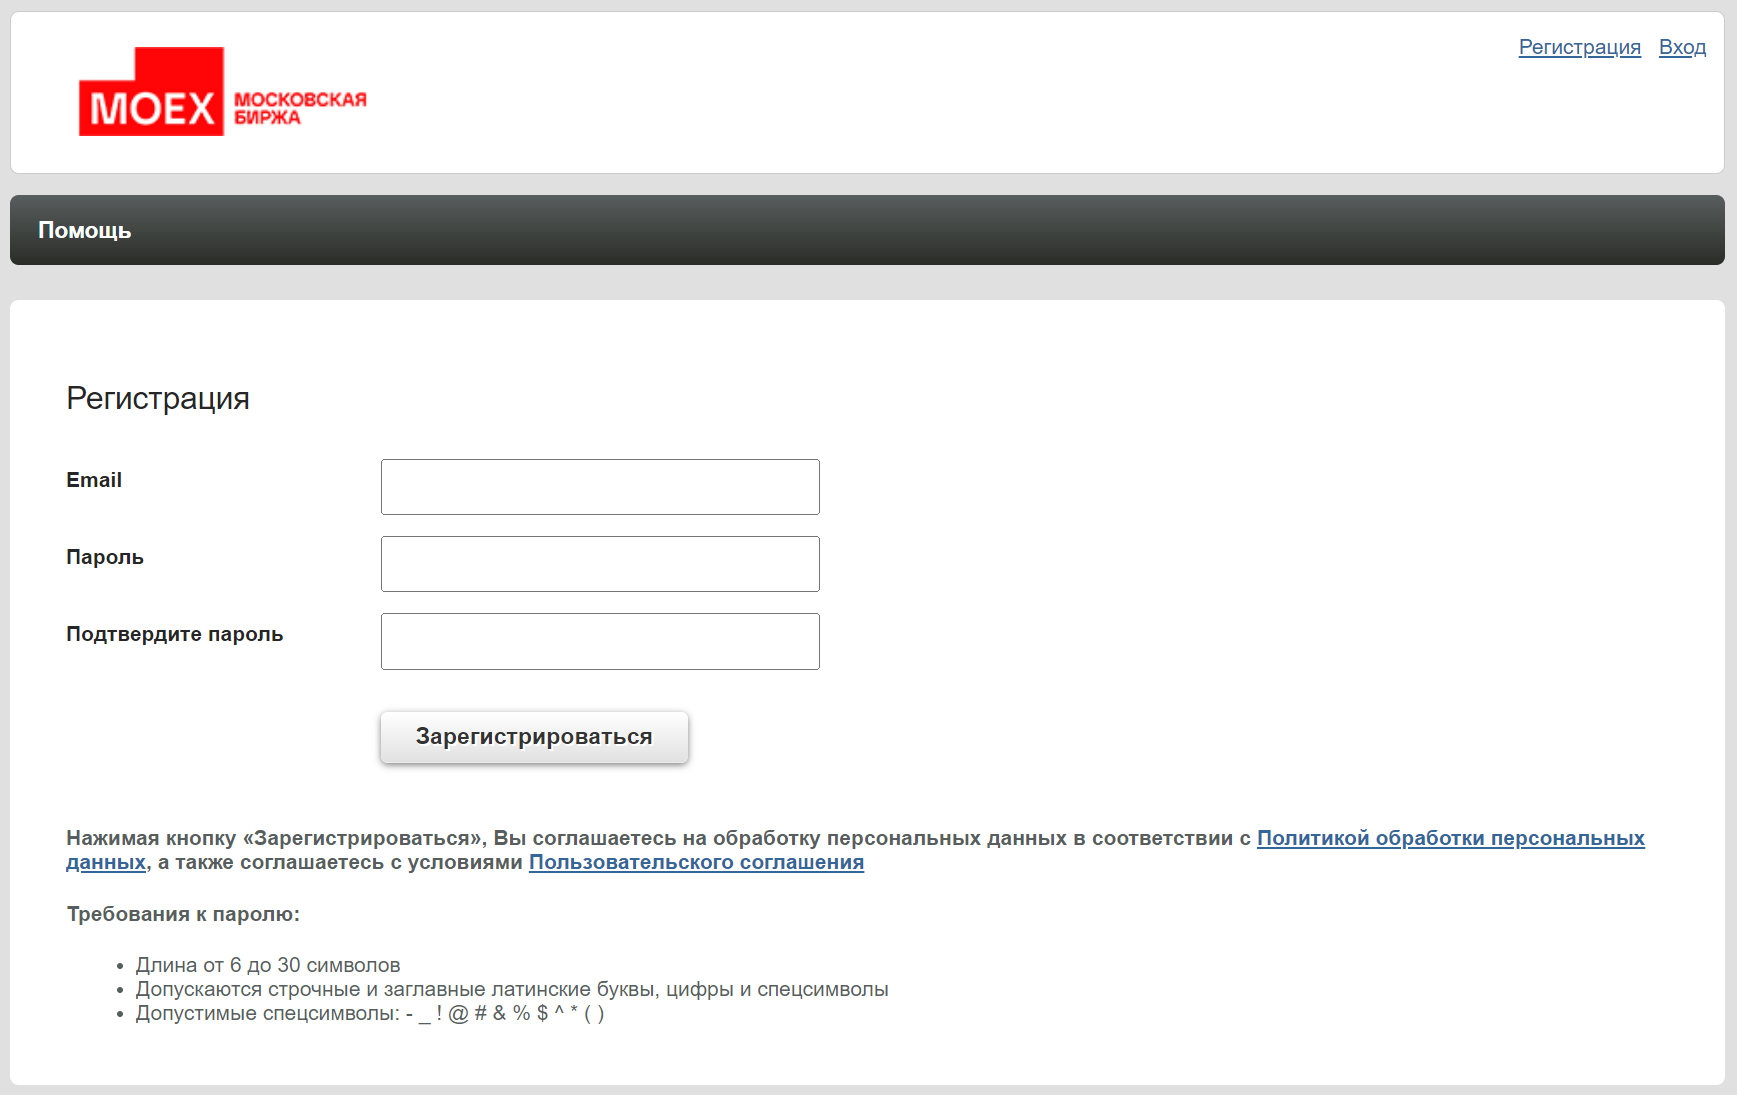 Регистрация Вход
MOEX МОСКОВСКАЯ
БИРЖА
Помощь
Регистрация
Email
Пароль
Подтвердите пароль
Зарегистрироваться
Нажимая кнопку «Зарегистрироваться», Вы соглашаетесь на обработку персональных данных в соответствии с Политикой обработки персональных
данных, а также соглашаетесь с условиями Пользовательского соглашения
Требования к паролю:
• Длина от 6 до 30 символов
• Допускаются строчные и заглавные латинские буквы, цифры и спецсимволы
• Допустимые спецсимволы: - _ ! @ # & % $ ^ * ( )